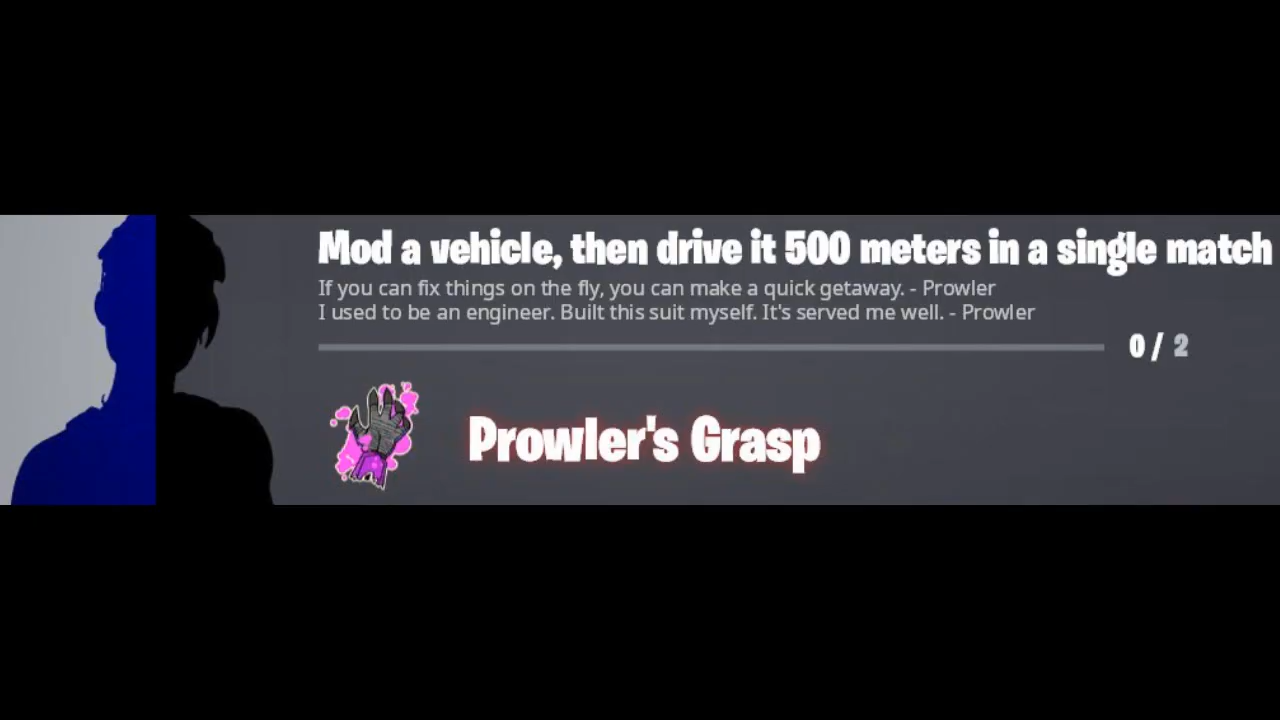 Mod a vehicle, then drive it 500 meters in a single match
If you can fix things on the fly, you can make a quick getaway. - Prowler
I used to be an engineer. Built this suit myself. It's served me well. - Prowler
0 / 2
Prowler's Grasp